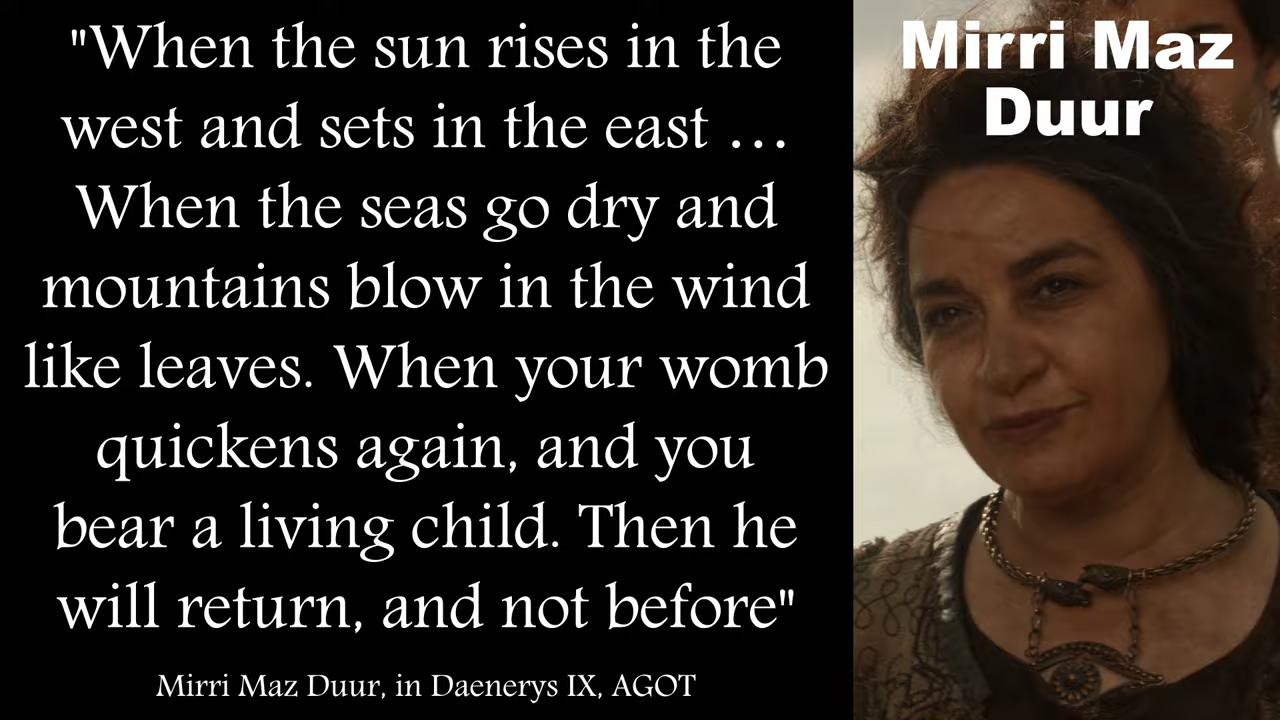 "When the sun rises in the
west and sets in the east …
When the seas go dry and
mountains blow in the wind
like leaves. When your womb
quickens again, and you
bear a living child. Then he
will return, and not before"
Mirri Maz Duur, in Daenerys IX, AGOT
Mirri Maz
Duur